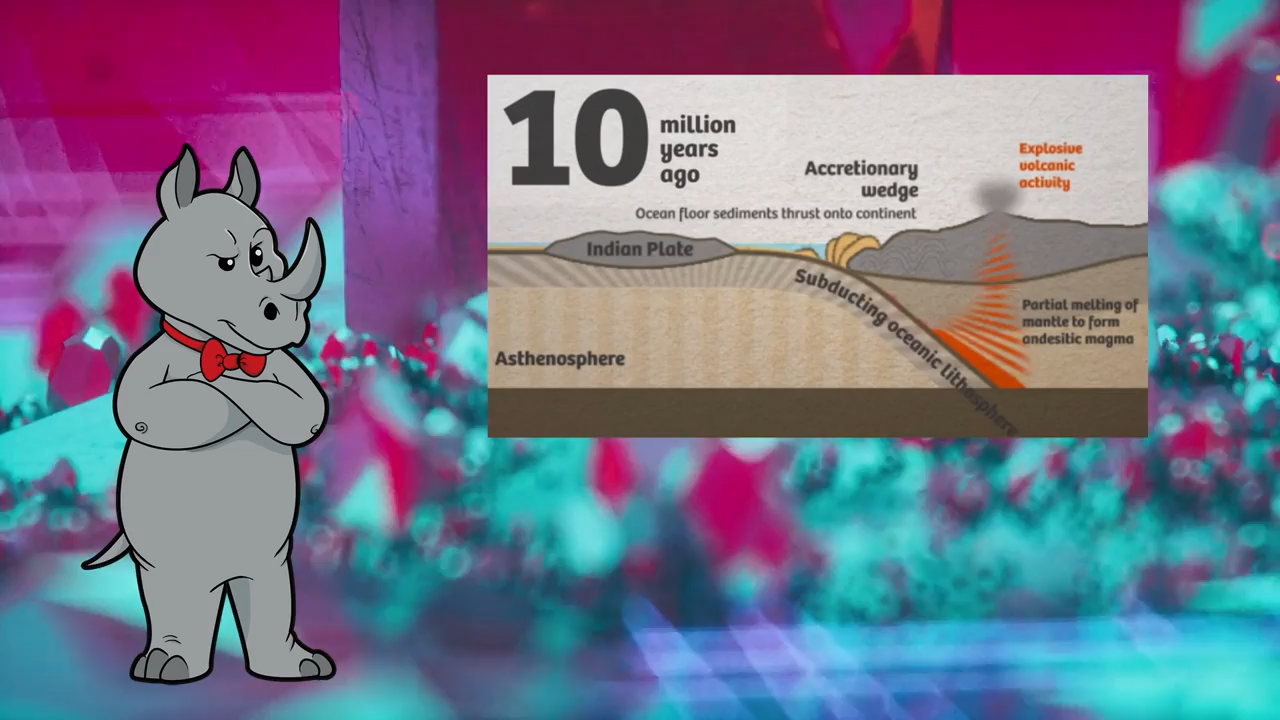 10
million
years
ago
Accretionary
wedge
Explosive
volcanic
activity
Ocean floor sediments thrust onto continent
Indian Plate
Subducting oceanic lithosphere
Partial melting of
mantle to form
andesitic magma
Asthenosphere